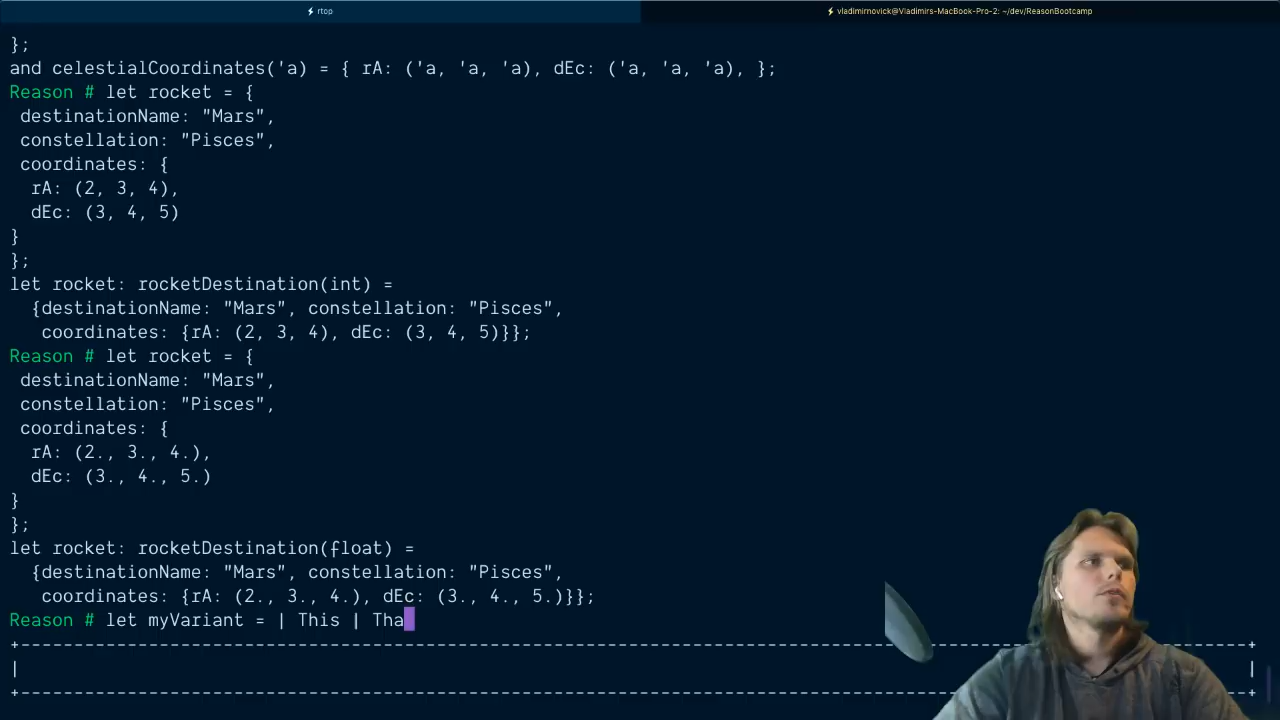 ⚡ rtop
⚡ vladimirnovick@Vladimirs-MacBook-Pro-2: ~/dev/ReasonBootcamp
};
and celestialCoordinates('a) = { rA: ('a, 'a, 'a), dEc: ('a, 'a, 'a), };
Reason # let rocket = {
 destinationName: "Mars",
 constellation: "Pisces",
 coordinates: {
  rA: (2, 3, 4),
  dEc: (3, 4, 5)
}
};
let rocket: rocketDestination(int) =
  {destinationName: "Mars", constellation: "Pisces",
   coordinates: {rA: (2, 3, 4), dEc: (3, 4, 5)}};
Reason # let rocket = {
 destinationName: "Mars",
 constellation: "Pisces",
 coordinates: {
  rA: (2., 3., 4.),
  dEc: (3., 4., 5.)
}
};
let rocket: rocketDestination(float) =
  {destinationName: "Mars", constellation: "Pisces",
   coordinates: {rA: (2., 3., 4.), dEc: (3., 4., 5.)}};
Reason # let myVariant = | This | Tha